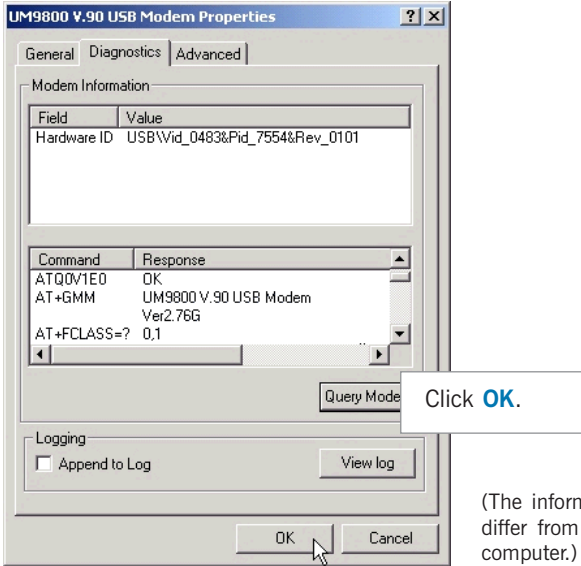 UM9800 V.90 USB Modem Properties
General Diagnostics Advanced
Modem Information
Field Value
Hardware ID USB\Vid_0483&Pid_7554&Rev_0101
Command Response
ATQ0V1E0 OK
AT+GMM UM9800 V.90 USB Modem
Ver2.76G
AT+FCLASS=? 0,1
Query Mode
Click OK.
Logging
Append to Log View log
OK Cancel
(The inform
differ from
computer.)